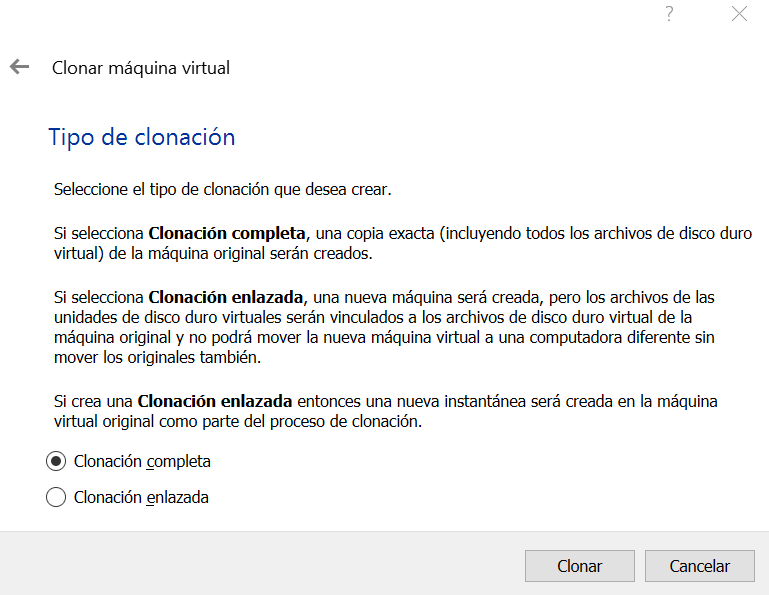 ?
Clonar máquina virtual
Tipo de clonación
Seleccione el tipo de clonación que desea crear.
Si selecciona Clonación completa, una copia exacta (incluyendo todos los archivos de disco duro
virtual) de la máquina original serán creados.
Si selecciona Clonación enlazada, una nueva máquina será creada, pero los archivos de las
unidades de disco duro virtuales serán vinculados a los archivos de disco duro virtual de la
máquina original y no podrá mover la nueva máquina virtual a una computadora diferente sin
mover los originales también.
Si crea una Clonación enlazada entonces una nueva instantánea será creada en la máquina
virtual original como parte del proceso de clonación.
Clonación completa
Clonación enlazada
Clonar Cancelar